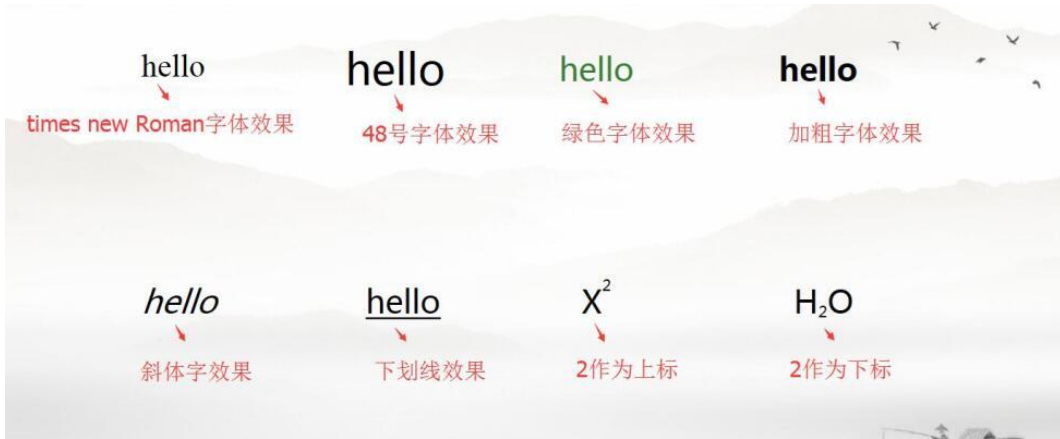 hello hello hello hello
times new Roman字体效果 48号字体效果 绿色字体效果 加粗字体效果
hello hello X² H₂O
斜体字效果 下划线效果 2作为上标 2作为下标